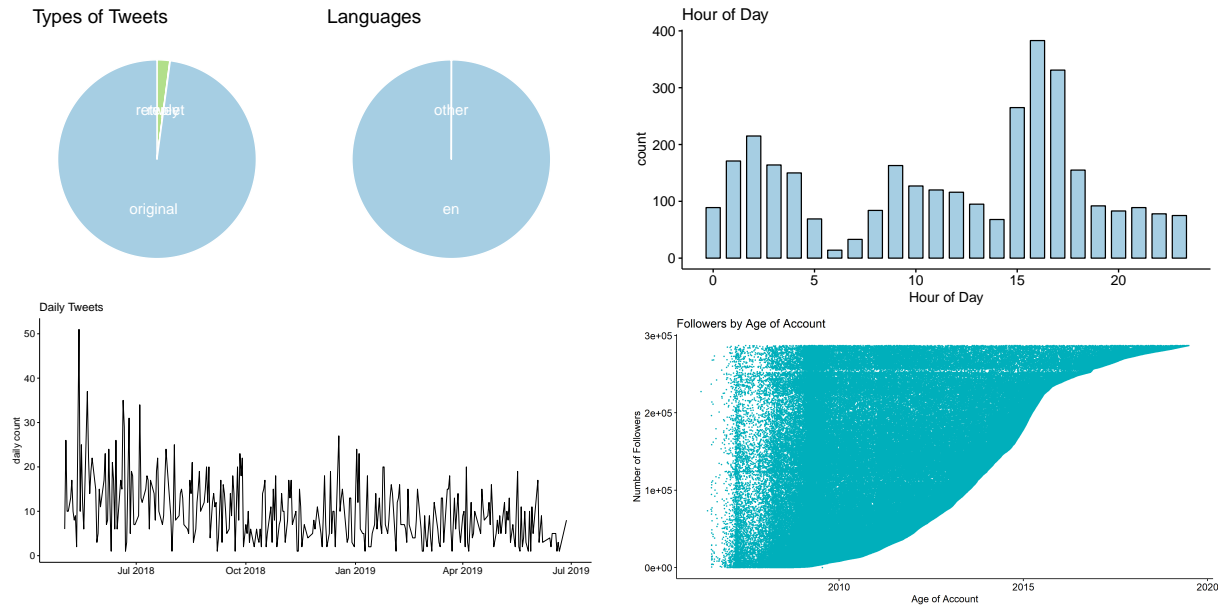 Types of Tweets
original
Languages
other
en
Hour of Day
count
400
300
200
100
0
0 5 10 15 20
Hour of Day
Daily Tweets
daily count
50
40
30
20
10
0
Jul 2018 Oct 2018 Jan 2019 Apr 2019 Jul 2019
Followers by Age of Account
Number of Followers
3e+05
2e+05
1e+05
0e+00
2010 2015 2020
Age of Account